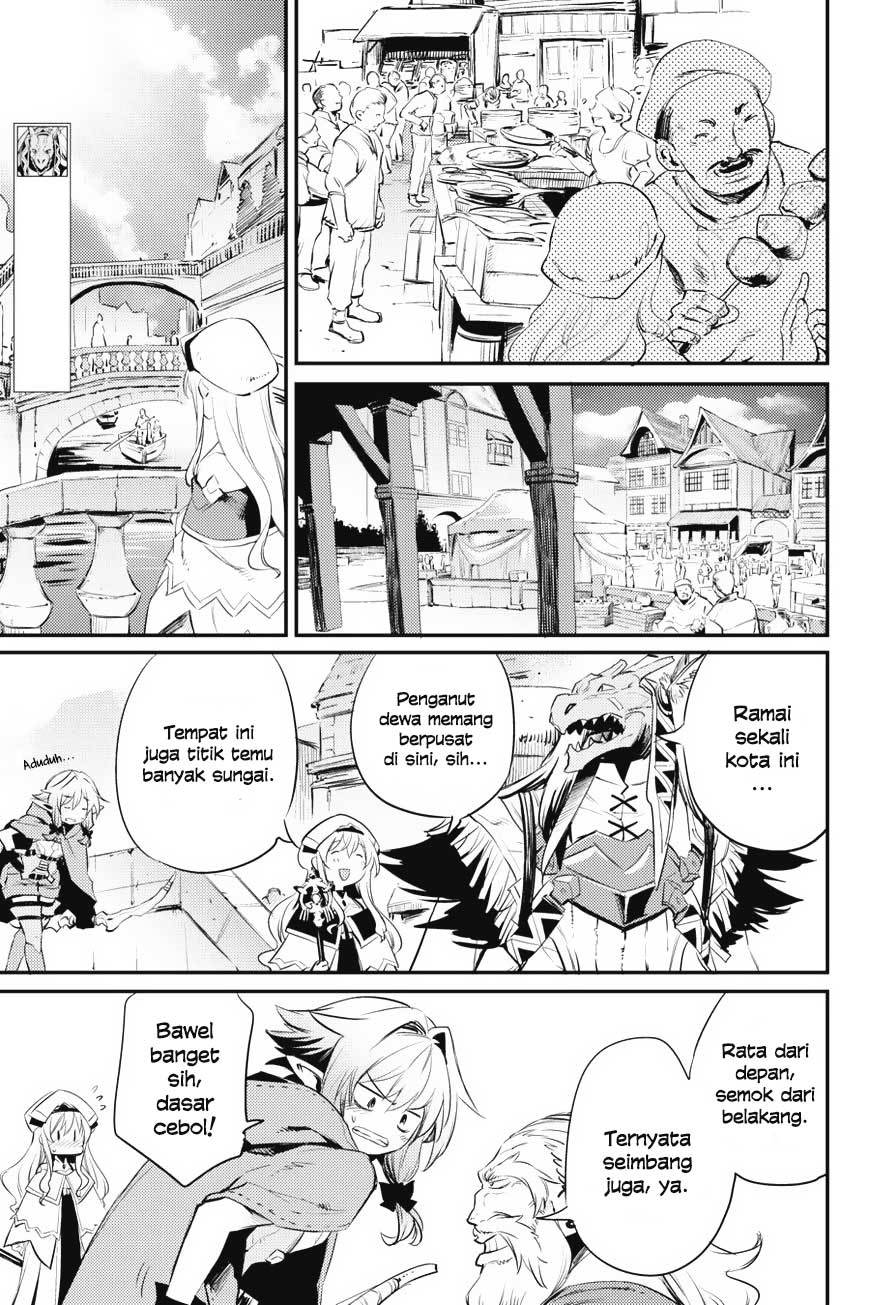 Ramai
sekali
kota ini
...
Penganut
dewa memang
berpusat
di sini, sih...
Tempat ini
juga titik temu
banyak sungai.
Aduduh...
Rata dari
depan,
semok dari
belakang.
Ternyata
seimbang
juga, ya.
Bawel
banget
sih,
dasar
cebol!